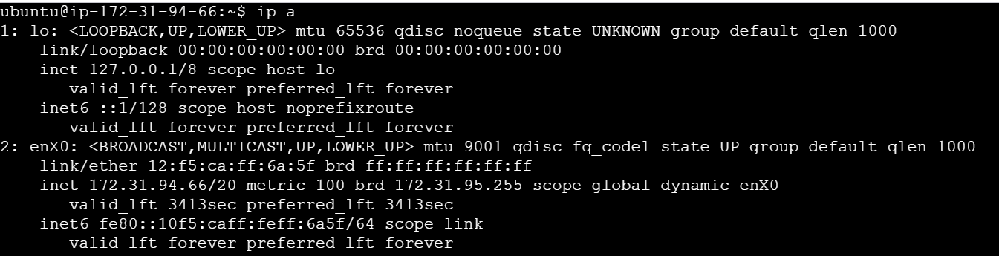 ubuntu@ip-172-31-94-66:~$ ip a
1: lo: <LOOPBACK,UP,LOWER_UP> mtu 65536 qdisc noqueue state UNKNOWN group default qlen 1000
    link/loopback 00:00:00:00:00:00 brd 00:00:00:00:00:00
    inet 127.0.0.1/8 scope host lo
       valid_lft forever preferred_lft forever
    inet6 ::1/128 scope host noprefixroute
       valid_lft forever preferred_lft forever
2: enX0: <BROADCAST,MULTICAST,UP,LOWER_UP> mtu 9001 qdisc fq_codel state UP group default qlen 1000
    link/ether 12:f5:ca:ff:6a:5f brd ff:ff:ff:ff:ff:ff
    inet 172.31.94.66/20 metric 100 brd 172.31.95.255 scope global dynamic enX0
       valid_lft 3413sec preferred_lft 3413sec
    inet6 fe80::10f5:caff:feff:6a5f/64 scope link
       valid_lft forever preferred_lft forever